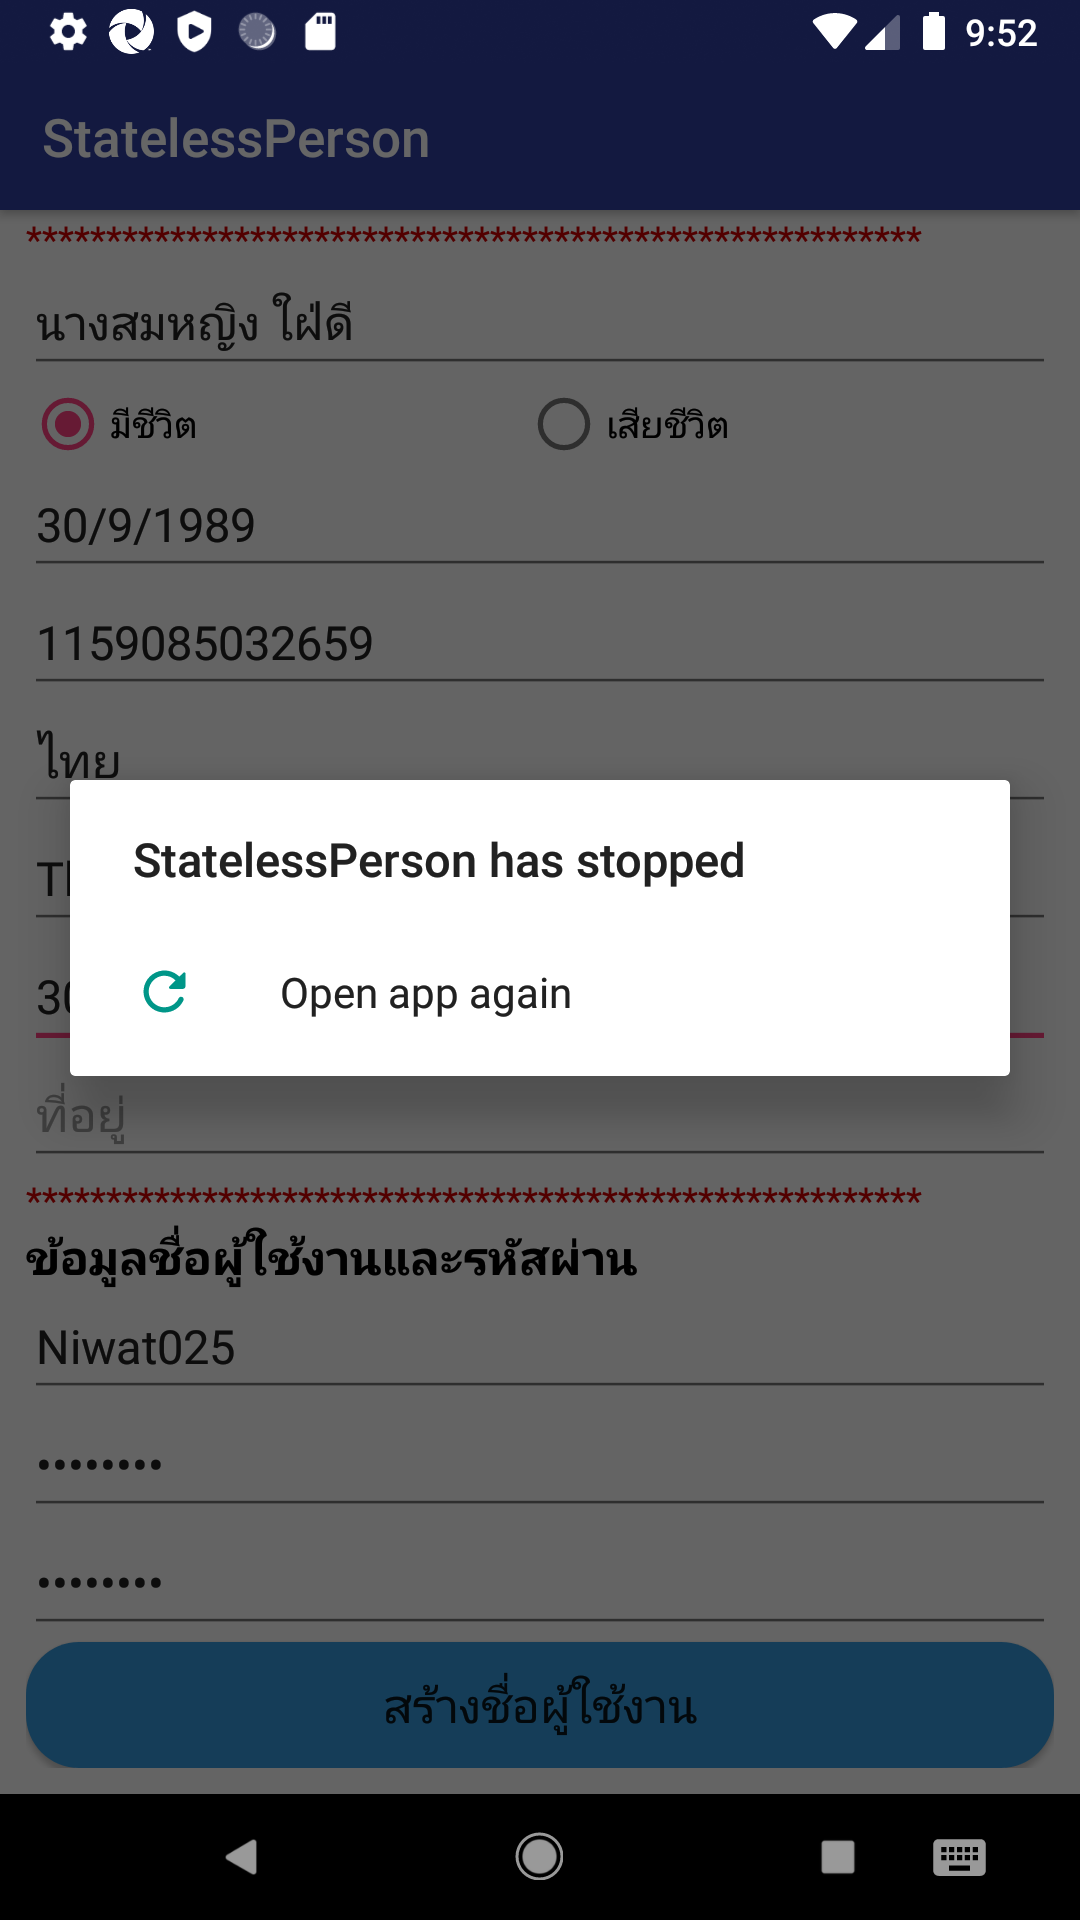 9:52
StatelessPerson
********************************************************
นางสมหญิง ใฝ่ดี
มีชีวิต
เสียชีวิต
30/9/1989
1159085032659
ไทย
StatelessPerson has stopped
Open app again
ที่อยู่
********************************************************
ข้อมูลชื่อผู้ใช้งานและรหัสผ่าน
Niwat025
••••••••
••••••••
สร้างชื่อผู้ใช้งาน